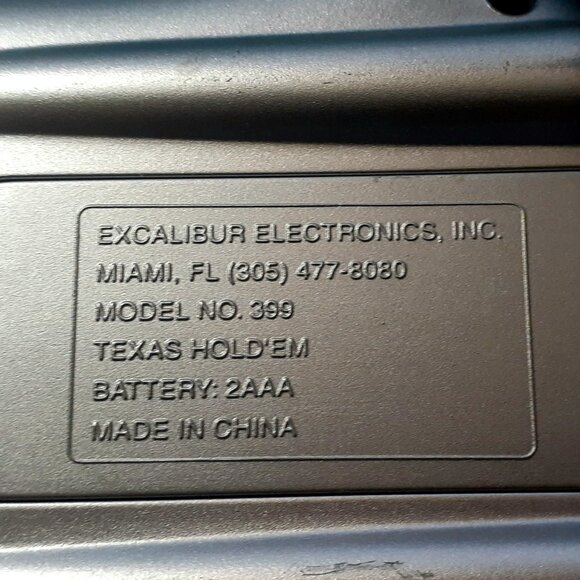 EXCALIBUR ELECTRONICS, INC.
MIAMI, FL (305) 477-8080
MODEL NO. 399
TEXAS HOLD'EM
BATTERY: 2AAA
MADE IN CHINA